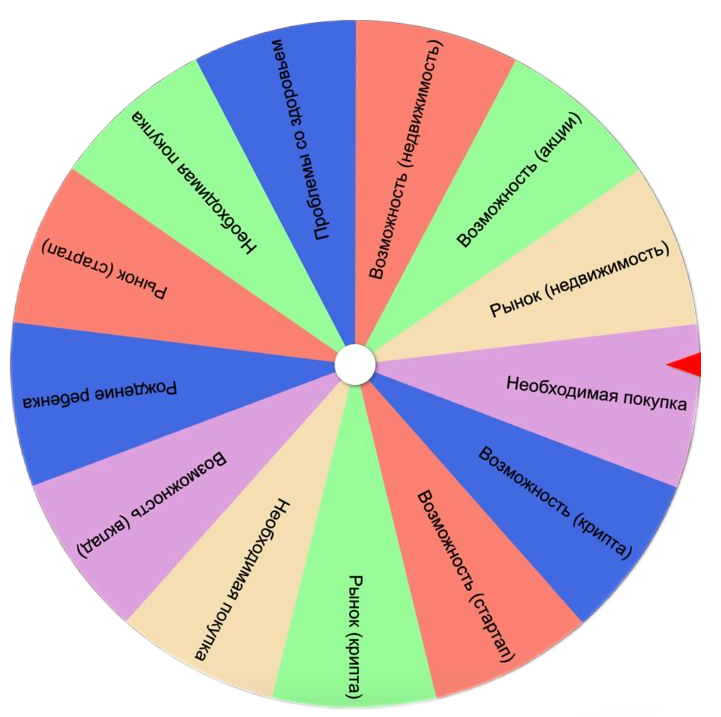 Возможность (недвижимость)
Возможность (акции)
Рынок (недвижимость)
Необходимая покупка
Возможность (крипта)
Возможность (стартап)
Рынок (крипта)
Необходимая покупка
Возможность (вклад)
Рождение ребенка
Рынок (стартап)
Необходимая покупка
Проблемы со здоровьем